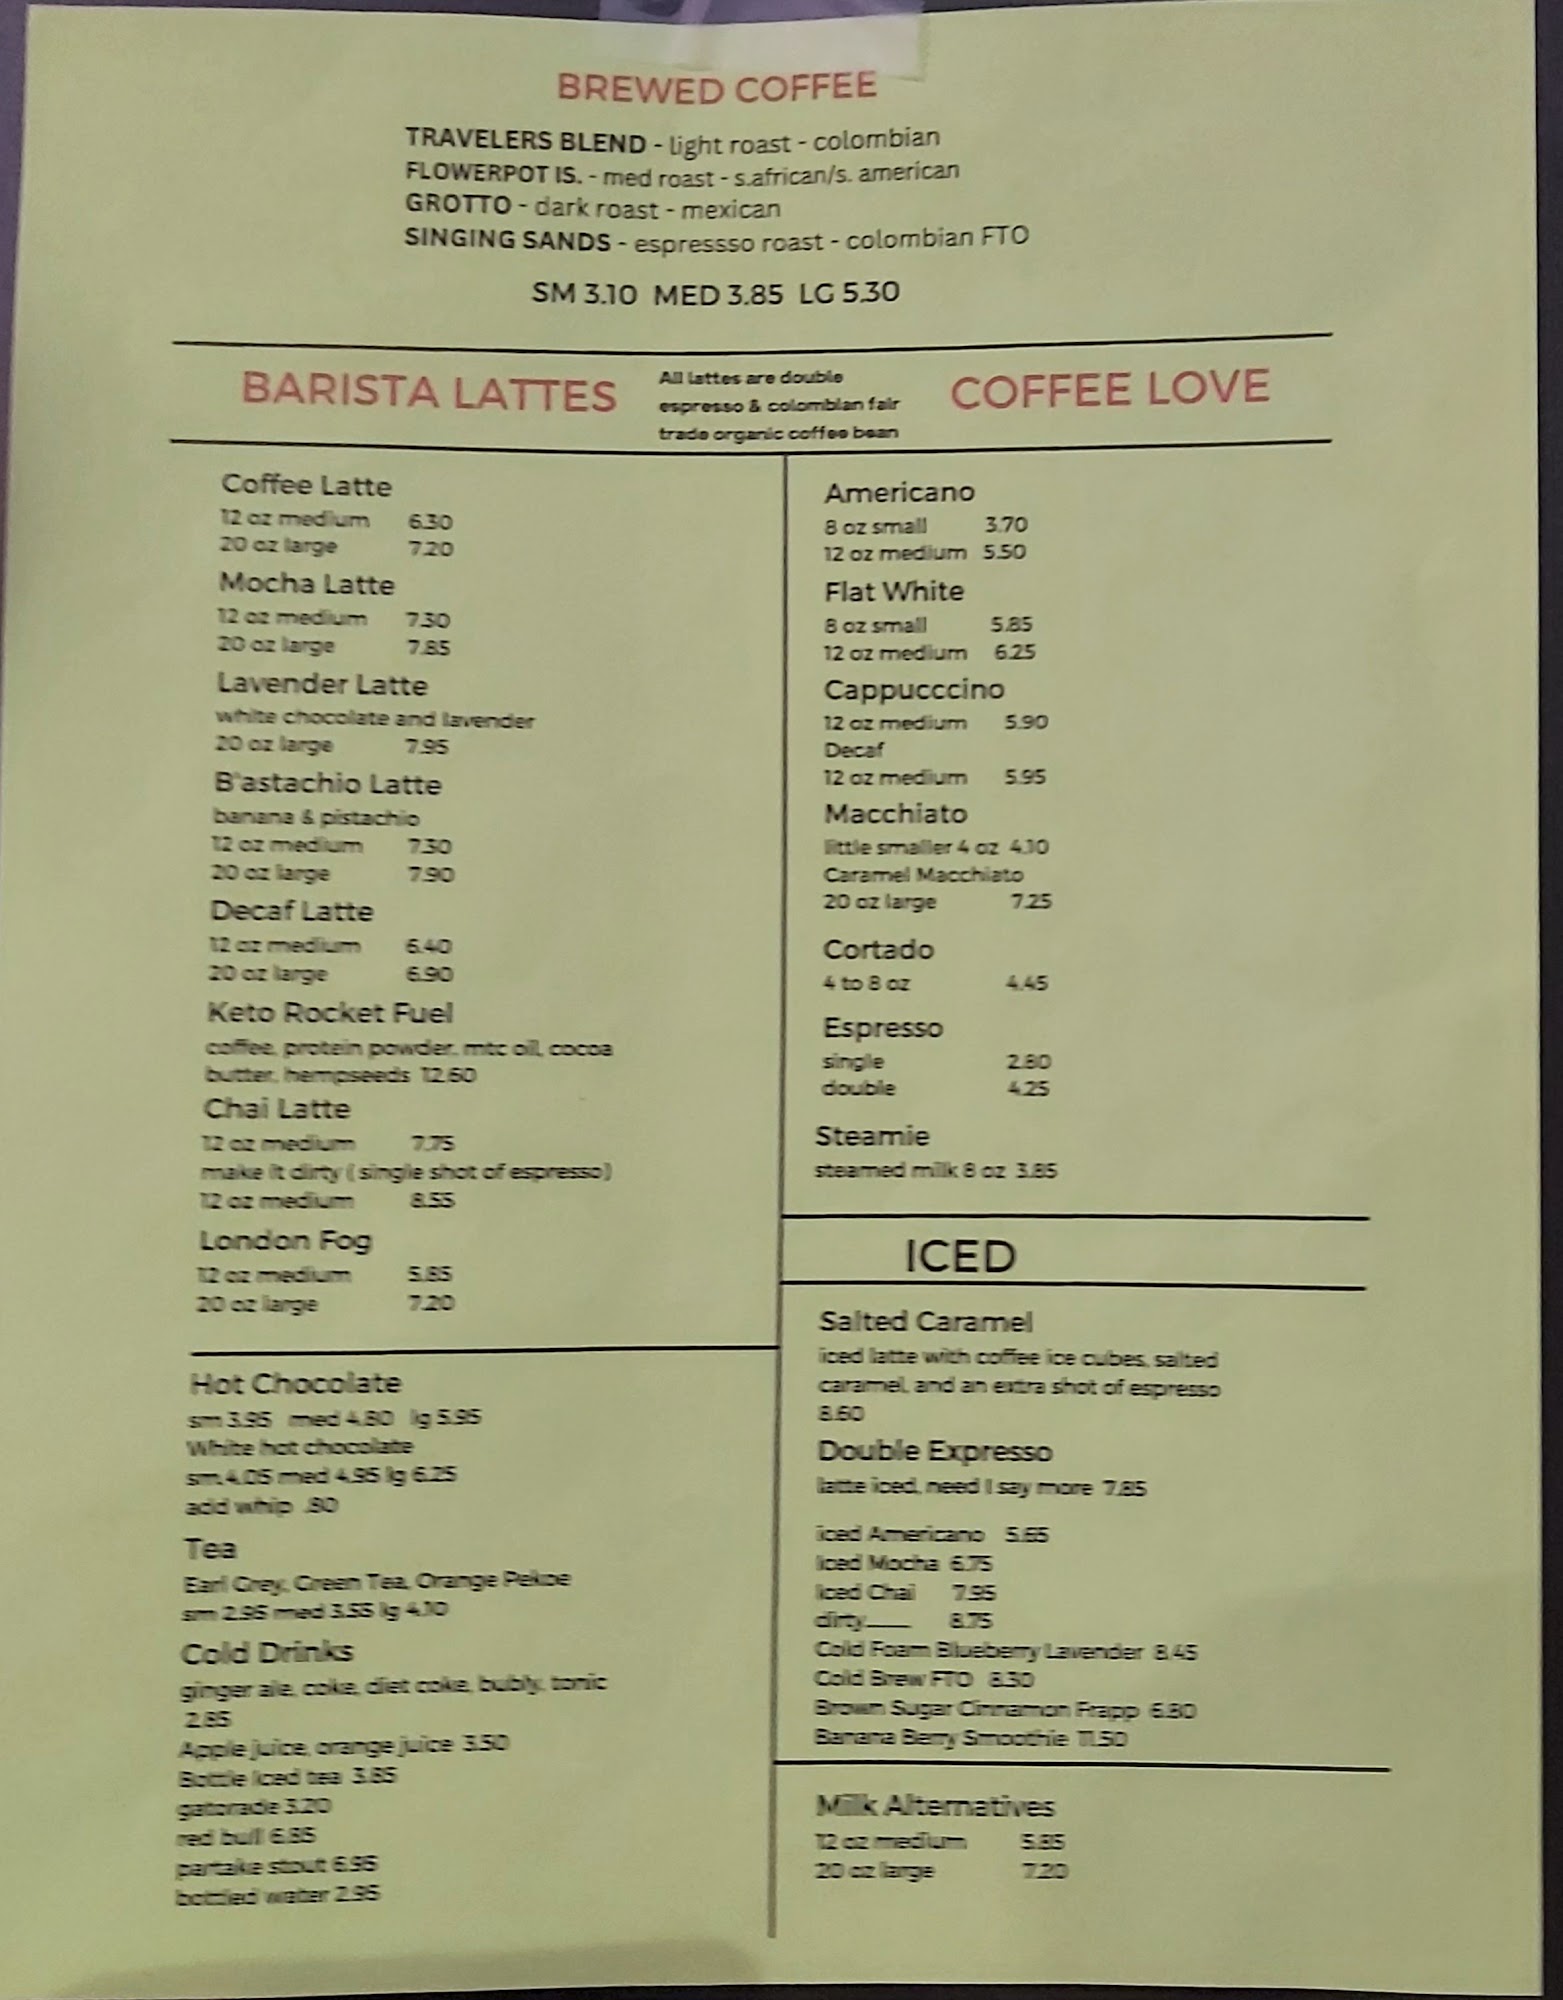 BREWED COFFEE
TRAVELERS BLEND - light roast - colombian
FLOWERPOT IS. - med roast - s.african/s. american
GROTTO - dark roast - mexican
SINGING SANDS - espressso roast - colombian FTO
SM 3.10 MED 3.85 LG 5.30
BARISTA LATTES
All lattes are double
espresso & colombian fair
trade organic coffee bean
COFFEE LOVE
Coffee Latte
12 oz medium 6.30
20 oz large 7.20
Mocha Latte
12 oz medium 7.30
20 oz large 7.85
Lavender Latte
white chocolate and lavender
20 oz large 7.95
B'astachio Latte
banana & pistachio
12 oz medium 7.30
20 oz large 7.90
Decaf Latte
12 oz medium 6.40
20 oz large 6.90
Keto Rocket Fuel
coffee, protein powder, mtc oil, cocoa
butter, hempseeds 12.60
Chai Latte
12 oz medium 7.75
make it dirty ( single shot of espresso)
12 oz medium 8.55
London Fog
12 oz medium 5.85
20 oz large 7.20
Hot Chocolate
sm 3.95 med 4.80 lg 5.95
White hot chocolate
sm.4.05 med 4.95 lg 6.25
add whip .80
Tea
Earl Grey, Green Tea, Orange Pekoe
sm 2.95 med 3.55 lg 4.10
Cold Drinks
ginger ale, coke, diet coke, bubly, tonic
2.85
Apple juice, orange juice 3.50
Bottle Iced tea 3.85
gatorade 3.20
red bull 6.85
partake stout 6.95
bottled water 2.95
Americano
8 oz small 3.70
12 oz medium 5.50
Flat White
8 oz small 5.85
12 oz medium 6.25
Cappucccino
12 oz medium 5.90
Decaf
12 oz medium 5.95
Macchiato
little smaller 4 oz 4.10
Caramel Macchiato
20 oz large 7.25
Cortado
4 to 8 oz 4.45
Espresso
single 2.80
double 4.25
Steamie
steamed milk 8 oz 3.85
ICED
Salted Caramel
iced latte with coffee ice cubes, salted
caramel, and an extra shot of espresso
8.60
Double Expresso
latte iced, need I say more 7.85
iced Americano 5.65
Iced Mocha 6.75
Iced Chai 7.95
dirty...... 8.75
Cold Foam Blueberry Lavender 8.45
Cold Brew FTO 8.30
Brown Sugar Cinnamon Frapp 6.80
Banana Berry Smoothie 11.50
Milk Alternatives
12 oz medium 5.85
20 oz large 7.20